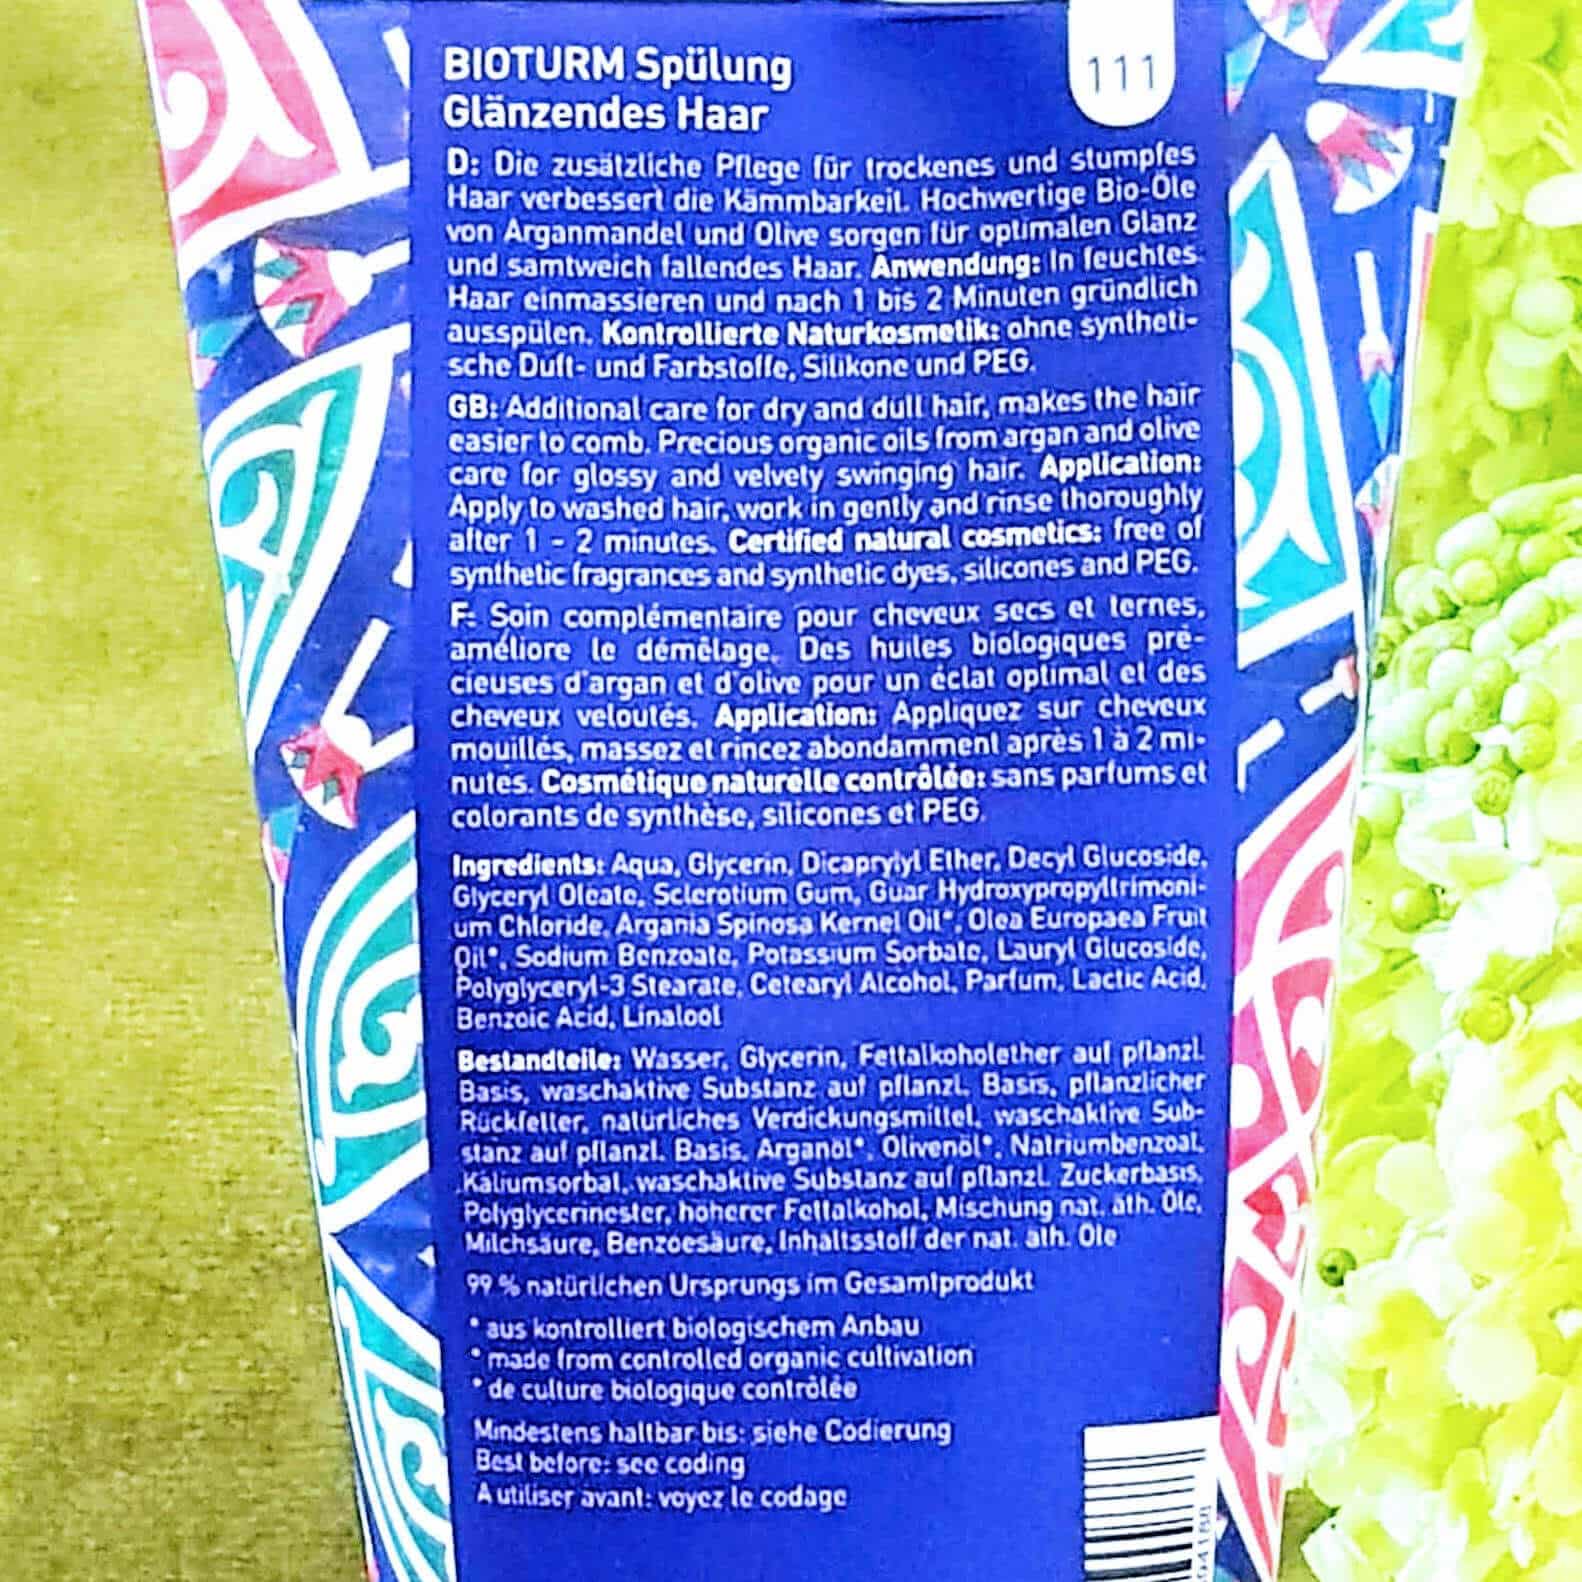 BIOTURM Spülung
Glänzendes Haar
111
D: Die zusätzliche Pflege für trockenes und stumpfes
Haar verbessert die Kämmbarkeit. Hochwertige Bio-Öle
von Arganmandel und Olive sorgen für optimalen Glanz
und samtweich fallendes Haar. Anwendung: In feuchtes
Haar einmassieren und nach 1 bis 2 Minuten gründlich
ausspülen. Kontrollierte Naturkosmetik: ohne syntheti-
sche Duft- und Farbstoffe, Silikone und PEG.
GB: Additional care for dry and dull hair, makes the hair
easier to comb. Precious organic oils from argan and olive
care for glossy and velvety swinging hair. Application:
Apply to washed hair, work in gently and rinse thoroughly
after 1 - 2 minutes. Certified natural cosmetics: free of
synthetic fragrances and synthetic dyes, silicones and PEG.
F: Soin complémentaire pour cheveux secs et ternes,
améliore le démêlage. Des huiles biologiques pré-
cieuses d'argan et d'olive pour un éclat optimal et des
cheveux veloutés. Application: Appliquez sur cheveux
mouillés, massez et rincez abondamment après 1 à 2 mi-
nutes. Cosmétique naturelle contrôlée: sans parfums et
colorants de synthèse, silicones et PEG.
Ingredients: Aqua, Glycerin, Dicaprylyl Ether, Decyl Glucoside,
Glyceryl Oleate, Sclerotium Gum, Guar Hydroxypropyltrimoni-
um Chloride, Argania Spinosa Kernel Oil*, Olea Europaea Fruit
Oil*, Sodium Benzoate, Potassium Sorbate, Lauryl Glucoside,
Polyglyceryl-3 Stearate, Cetearyl Alcohol, Parfum, Lactic Acid,
Benzoic Acid, Linalool
Bestandteile: Wasser, Glycerin, Fettalkoholether auf pflanzl.
Basis, waschaktive Substanz auf pflanzl. Basis, pflanzlicher
Rückfetter, natürliches Verdickungsmittel, waschaktive Sub-
stanz auf pflanzl. Basis, Arganöl*, Olivenöl*, Natriumbenzoat,
Kaliumsorbat, waschaktive Substanz auf pflanzl. Zuckerbasis,
Polyglycerinester, höherer Fettalkohol, Mischung nat. äth. Öle,
Milchsäure, Benzoesäure, Inhaltsstoff der nat. äth. Öle
99 % natürlichen Ursprungs im Gesamtprodukt
* aus kontrolliert biologischem Anbau
* made from controlled organic cultivation
* de culture biologique contrôlée
Mindestens haltbar bis: siehe Codierung
Best before: see coding
A utiliser avant: voyez le codage